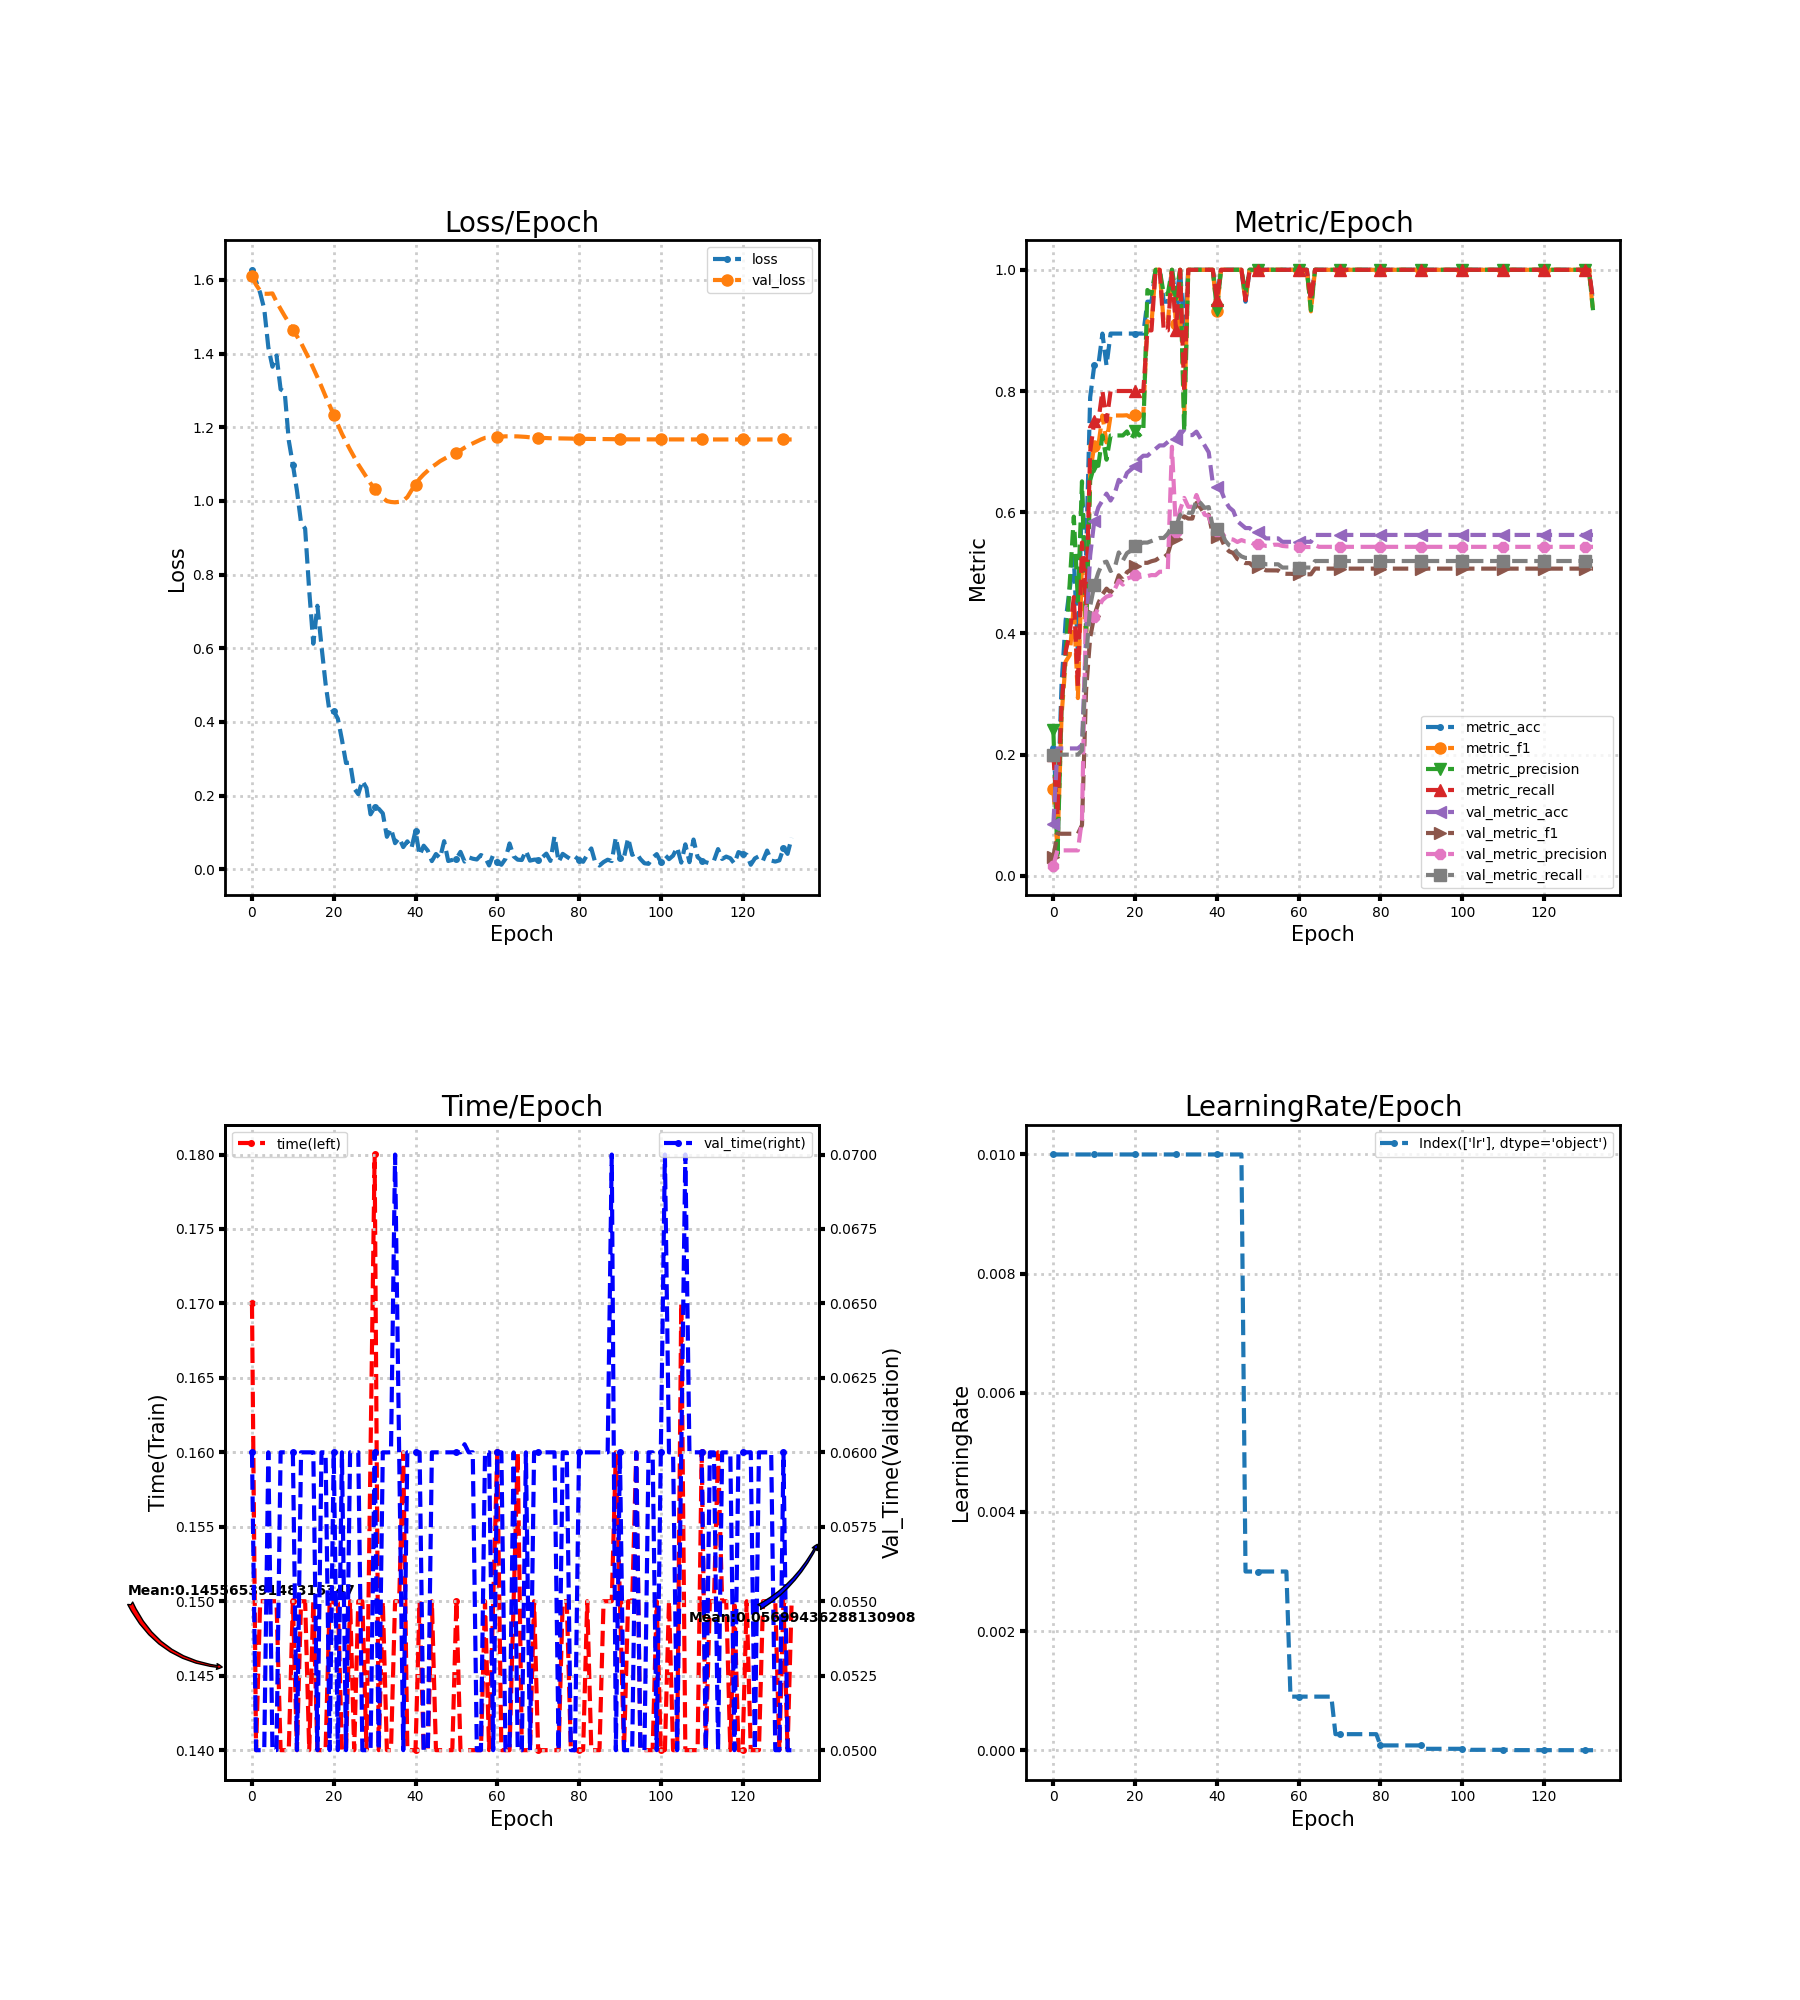 Loss/Epoch
1.6
1.4
1.2
1.0
0.8
0.6
0.4
0.2
0.0
Loss
loss
val_loss
0 20 40 60 80 100 120
Epoch
Metric/Epoch
1.0
0.8
0.6
0.4
0.2
0.0
Metric
metric_acc
metric_f1
metric_precision
metric_recall
val_metric_acc
val_metric_f1
val_metric_precision
val_metric_recall
0 20 40 60 80 100 120
Epoch
Time/Epoch
time(left)
val_time(right)
0.180
0.175
0.170
0.165
0.160
0.155
0.150
0.145
0.140
Time(Train)
0.0700
0.0675
0.0650
0.0625
0.0600
0.0575
0.0550
0.0525
0.0500
Val_Time(Validation)
Mean:0.05699436288130908
0 20 40 60 80 100 120
Epoch
LearningRate/Epoch
Index(['lr'], dtype='object')
0.010
0.008
0.006
0.004
0.002
0.000
LearningRate
0 20 40 60 80 100 120
Epoch